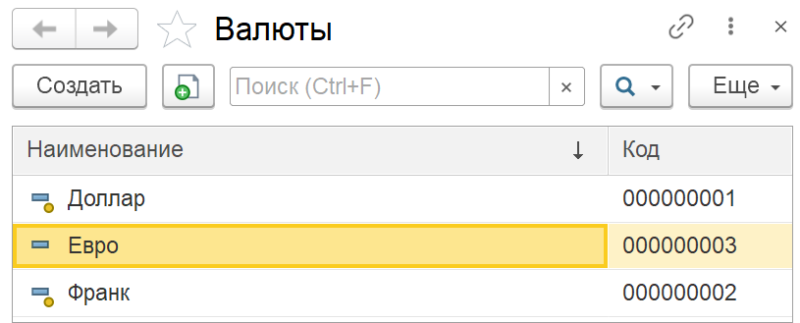 Валюты
Создать Поиск (Ctrl+F) Еще
Наименование Код
Доллар 000000001
Евро 000000003
Франк 000000002